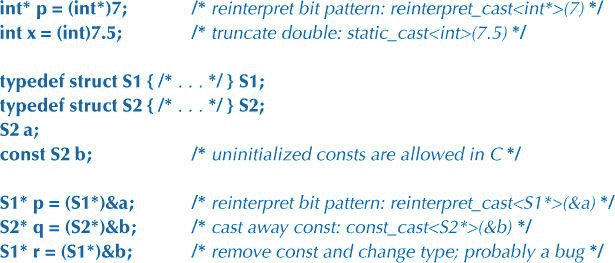 int* p = (int*)7; /* reinterpret bit pattern: reinterpret_cast<int*>(7) */
int x = (int)7.5; /* truncate double: static_cast<int>(7.5) */
typedef struct S1 { /* . . . */ } S1;
typedef struct S2 { /* . . . */ } S2;
S2 a;
const S2 b; /* uninitialized consts are allowed in C */
S1* p = (S1*)&a; /* reinterpret bit pattern: reinterpret_cast<S1*>(&a) */
S2* q = (S2*)&b; /* cast away const: const_cast<S2*>(&b) */
S1* r = (S1*)&b; /* remove const and change type; probably a bug */